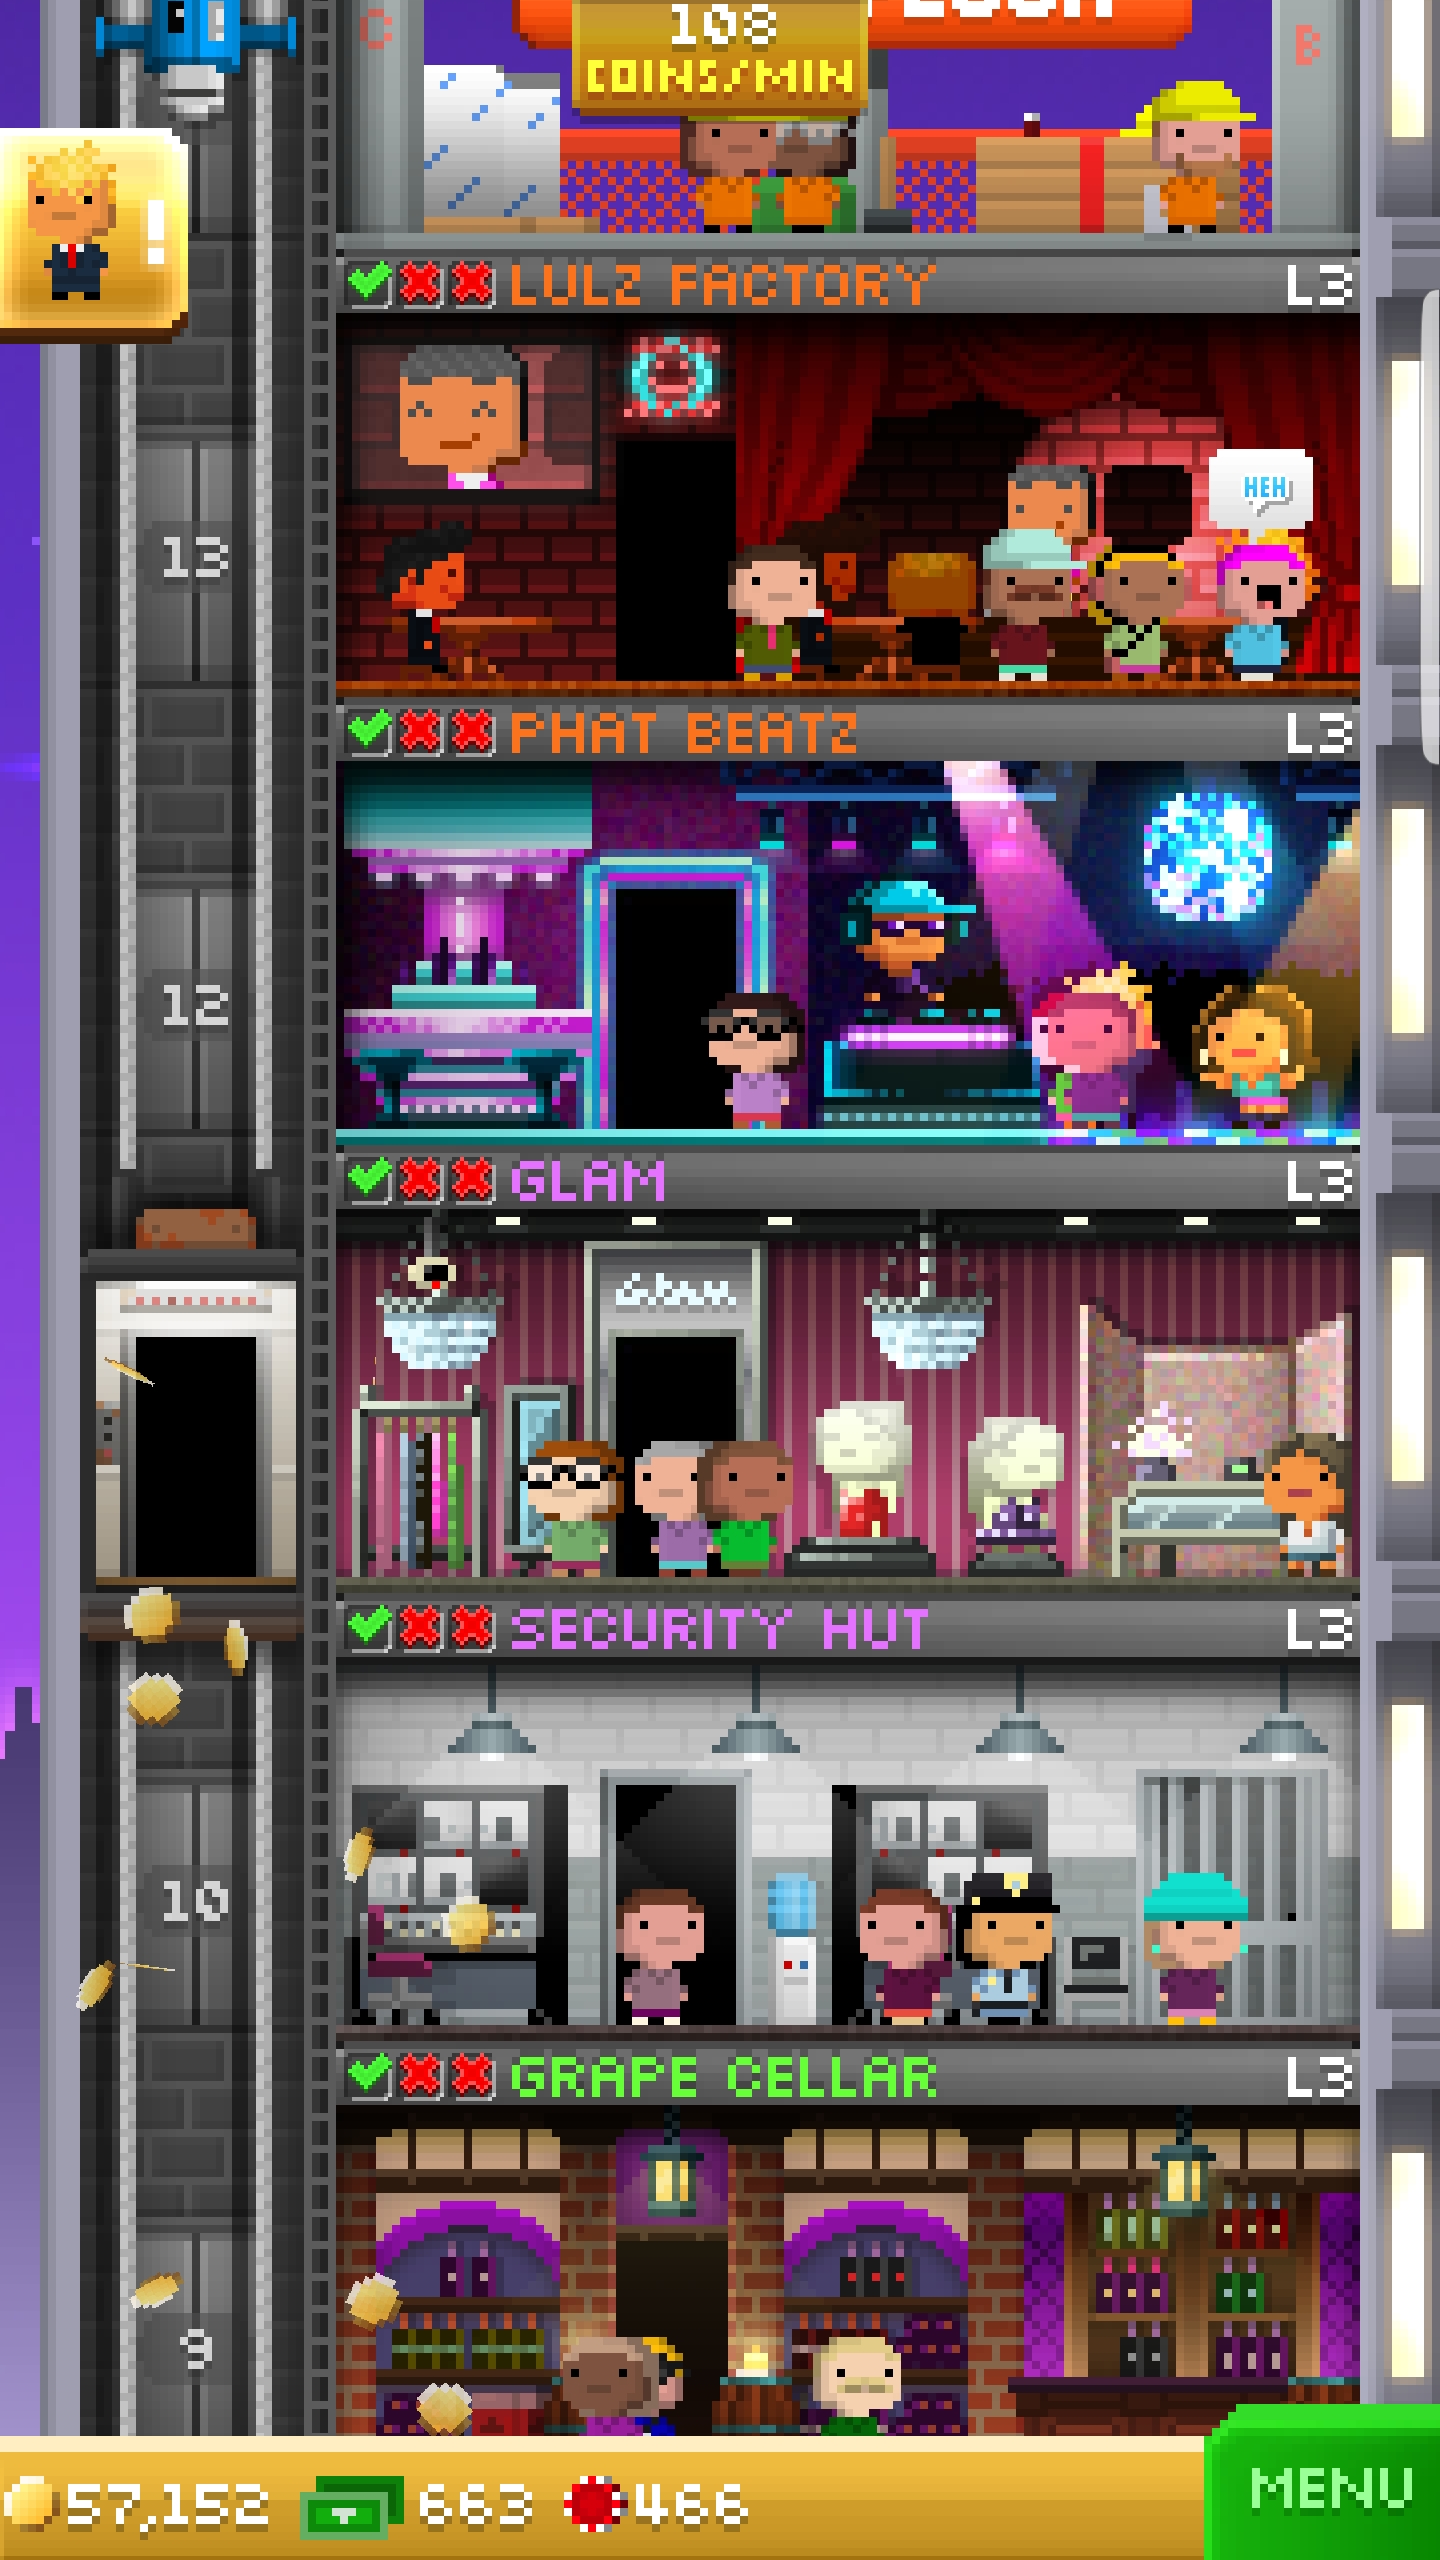 C
B
108
COINS/MIN
LULZ FACTORY
L3
13
HEH
PHAT BEATZ
L3
12
GLAM
L3
Glam
SECURITY HUT
L3
10
GRAPE CELLAR
L3
9
57,152
663
466
MENU